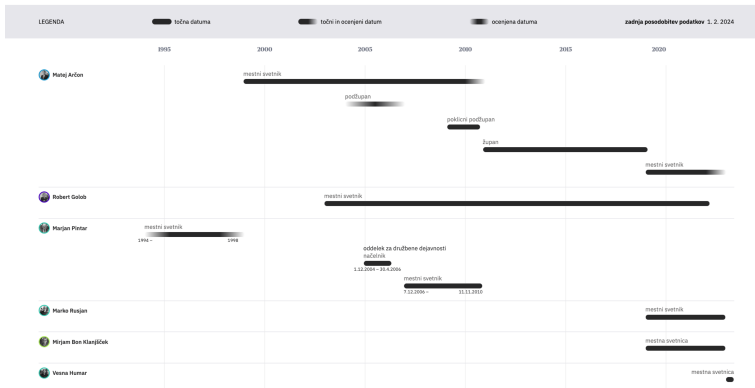 LEGENDA točna datuma točni in ocenjeni datum ocenjena datuma zadnja posodobitev podatkov 1. 2. 2024
1995 2000 2005 2010 2015 2020
Matej Arčon
mestni svetnik
podžupan
poklicni podžupan
župan
mestni svetnik
Robert Golob
mestni svetnik
Marjan Pintar
mestni svetnik
1994 – 1998
oddelek za družbene dejavnosti
načelnik
1.12.2004 – 30.4.2006
mestni svetnik
7.12.2006 – 11.11.2010
Marko Rusjan
mestni svetnik
Mirjam Bon Klanjšček
mestna svetnica
Vesna Humar
mestna svetnica